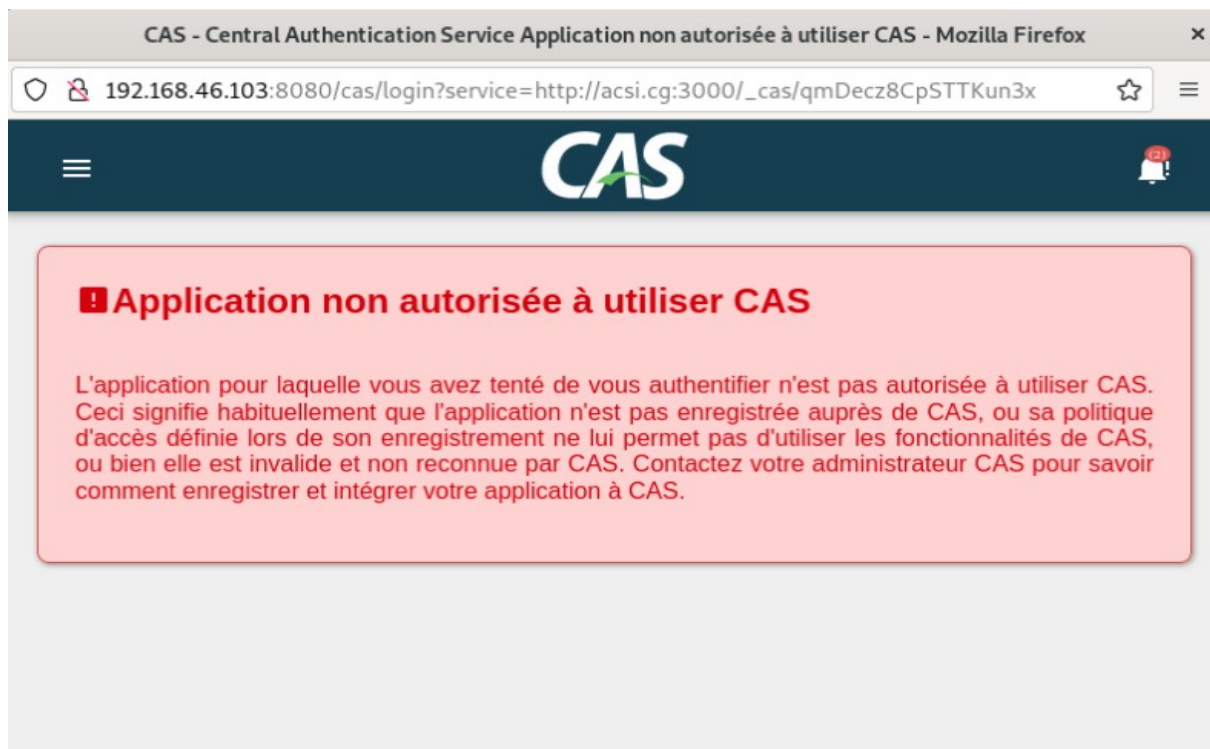 CAS - Central Authentication Service Application non autorisée à utiliser CAS - Mozilla Firefox
192.168.46.103:8080/cas/login?service=http://acsi.cg:3000/_cas/qmDecz8CpSTTKun3x
CAS
(2)
Application non autorisée à utiliser CAS
L'application pour laquelle vous avez tenté de vous authentifier n'est pas autorisée à utiliser CAS.
Ceci signifie habituellement que l'application n'est pas enregistrée auprès de CAS, ou sa politique
d'accès définie lors de son enregistrement ne lui permet pas d'utiliser les fonctionnalités de CAS,
ou bien elle est invalide et non reconnue par CAS. Contactez votre administrateur CAS pour savoir
comment enregistrer et intégrer votre application à CAS.